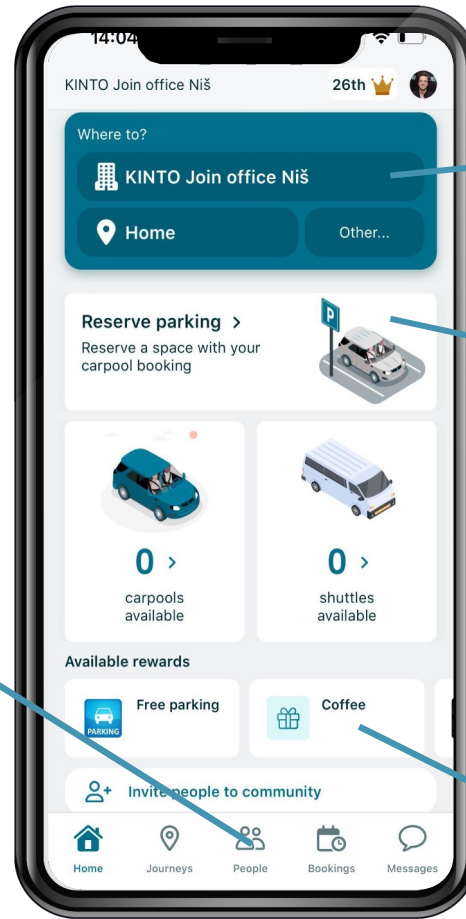 14:04
KINTO Join office Niš
26th
Where to?
KINTO Join office Niš
Home
Other...
Reserve parking >
Reserve a space with your
carpool booking
P
0 >
carpools
available
0 >
shuttles
available
Available rewards
PARKING
Free parking
Coffee
Invite people to community
Home
Journeys
People
Bookings
Messages